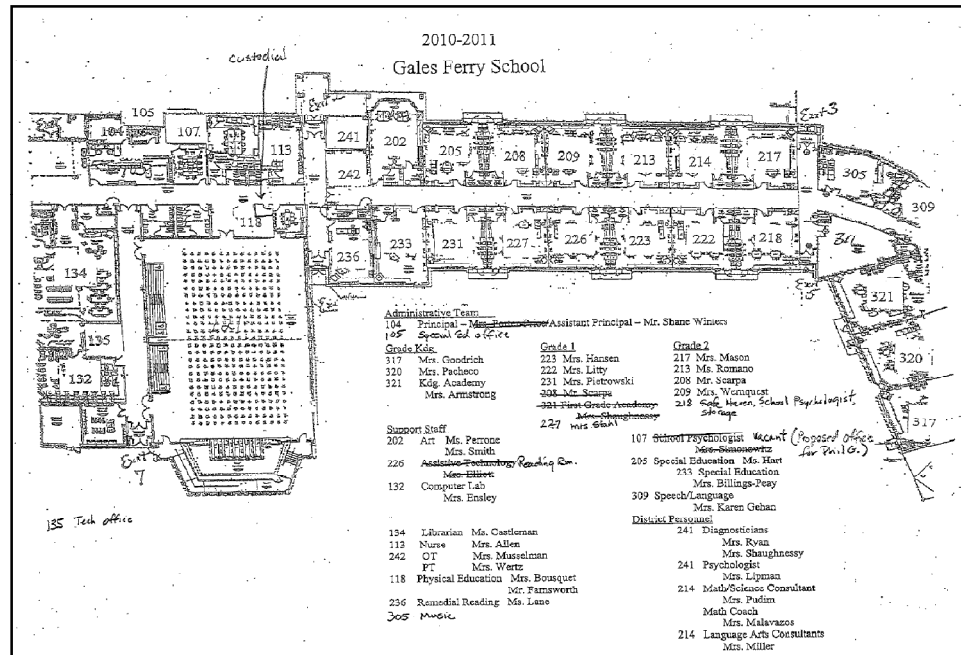 2010-2011
Gales Ferry School
Custodial
105
104
107
113
241
242
202
205
208
209
213
214
217
Exit 3
305
309
118
236
233
231
227
226
223
222
218
321
320
317
134
135
132
Exit
7
135 Tech office
Administrative Team
104 Principal – /Assistant Principal – Mr. Shane Winters
105 Special Ed office
Grade Kdg.
317 Mrs. Goodrich
320 Mrs. Pacheco
321 Kdg. Academy
Mrs. Armstrong
Grade 1
223 Mrs. Hansen
222 Mrs. Litty
231 Mrs. Pietrowski
208 Mr. Scarpa
321 First Grade Academy
Mrs. Shaughnessy
227 Mrs Stahl
Grade 2
217 Mrs. Mason
213 Ms. Romano
208 Mr. Scarpa
209 Mrs. Wernquest
218 Safe Haven, School Psychologist,
storage
Support Staff
202 Art Ms. Perrone
Mrs. Smith
226 Assistive Technology Reading Rm.
Mrs. Elliott
132 Computer Lab
Mrs. Ensley
134 Librarian Ms. Castleman
113 Nurse Mrs. Allen
242 OT Mrs. Musselman
PT Mrs. Wertz
118 Physical Education Mrs. Bousquet
Mr. Farnsworth
236 Remedial Reading Ms. Lane
305 Music
107 School Psychologist Vacant (Proposed office
Mrs. Simonowitz for Phil G.)
205 Special Education Ms. Hart
233 Special Education
Mrs. Billings-Peay
309 Speech/Language
Mrs. Karen Gehan
District Personnel
241 Diagnosticians
Mrs. Ryan
Mrs. Shaughnessy
241 Psychologist
Mrs. Lipman
214 Math/Science Consultant
Mrs. Pudim
Math Coach
Mrs. Malavazos
214 Language Arts Consultants
Mrs. Miller